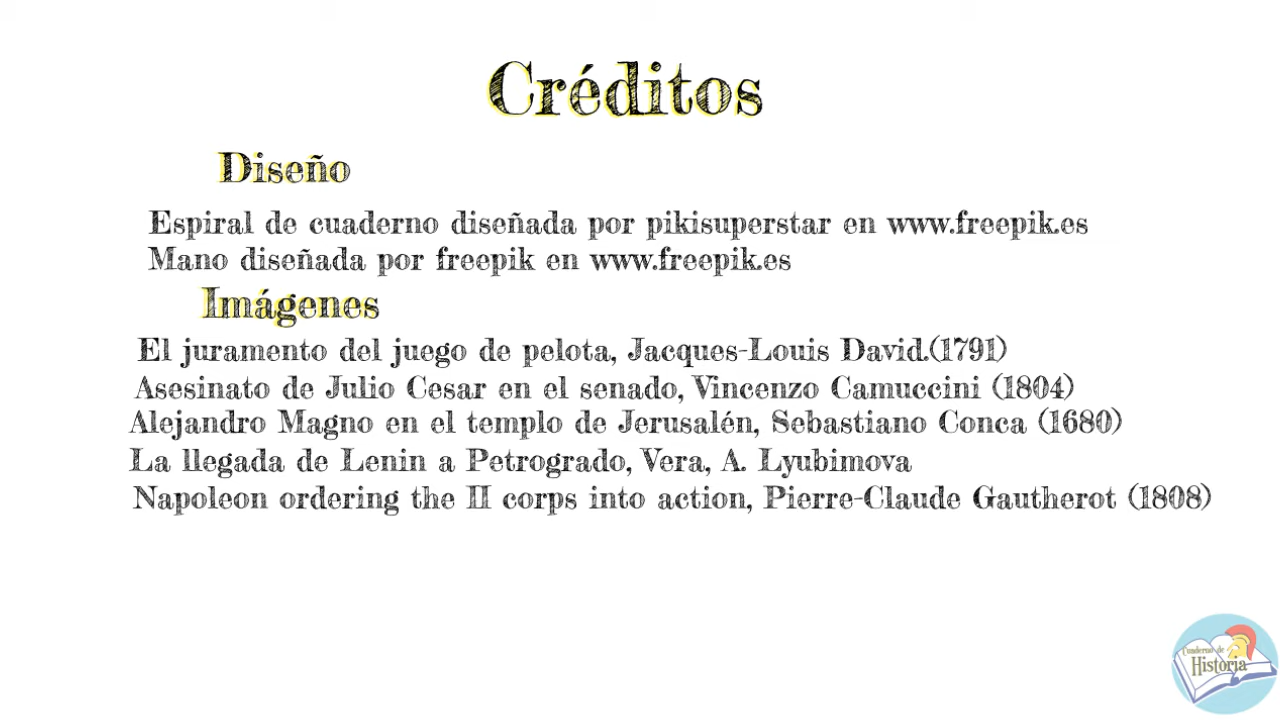 Créditos
Diseño
Espiral de cuaderno diseñada por pikisuperstar en www.freepik.es
Mano diseñada por freepik en www.freepik.es
Imágenes
El juramento del juego de pelota, Jacques-Louis David.(1791)
Asesinato de Julio Cesar en el senado, Vincenzo Camuccini (1804)
Alejandro Magno en el templo de Jerusalén, Sebastiano Conca (1680)
La llegada de Lenin a Petrogrado, Vera, A. Lyubimova
Napoleon ordering the II corps into action, Pierre-Claude Gautherot (1808)
Cuaderno de
Historia